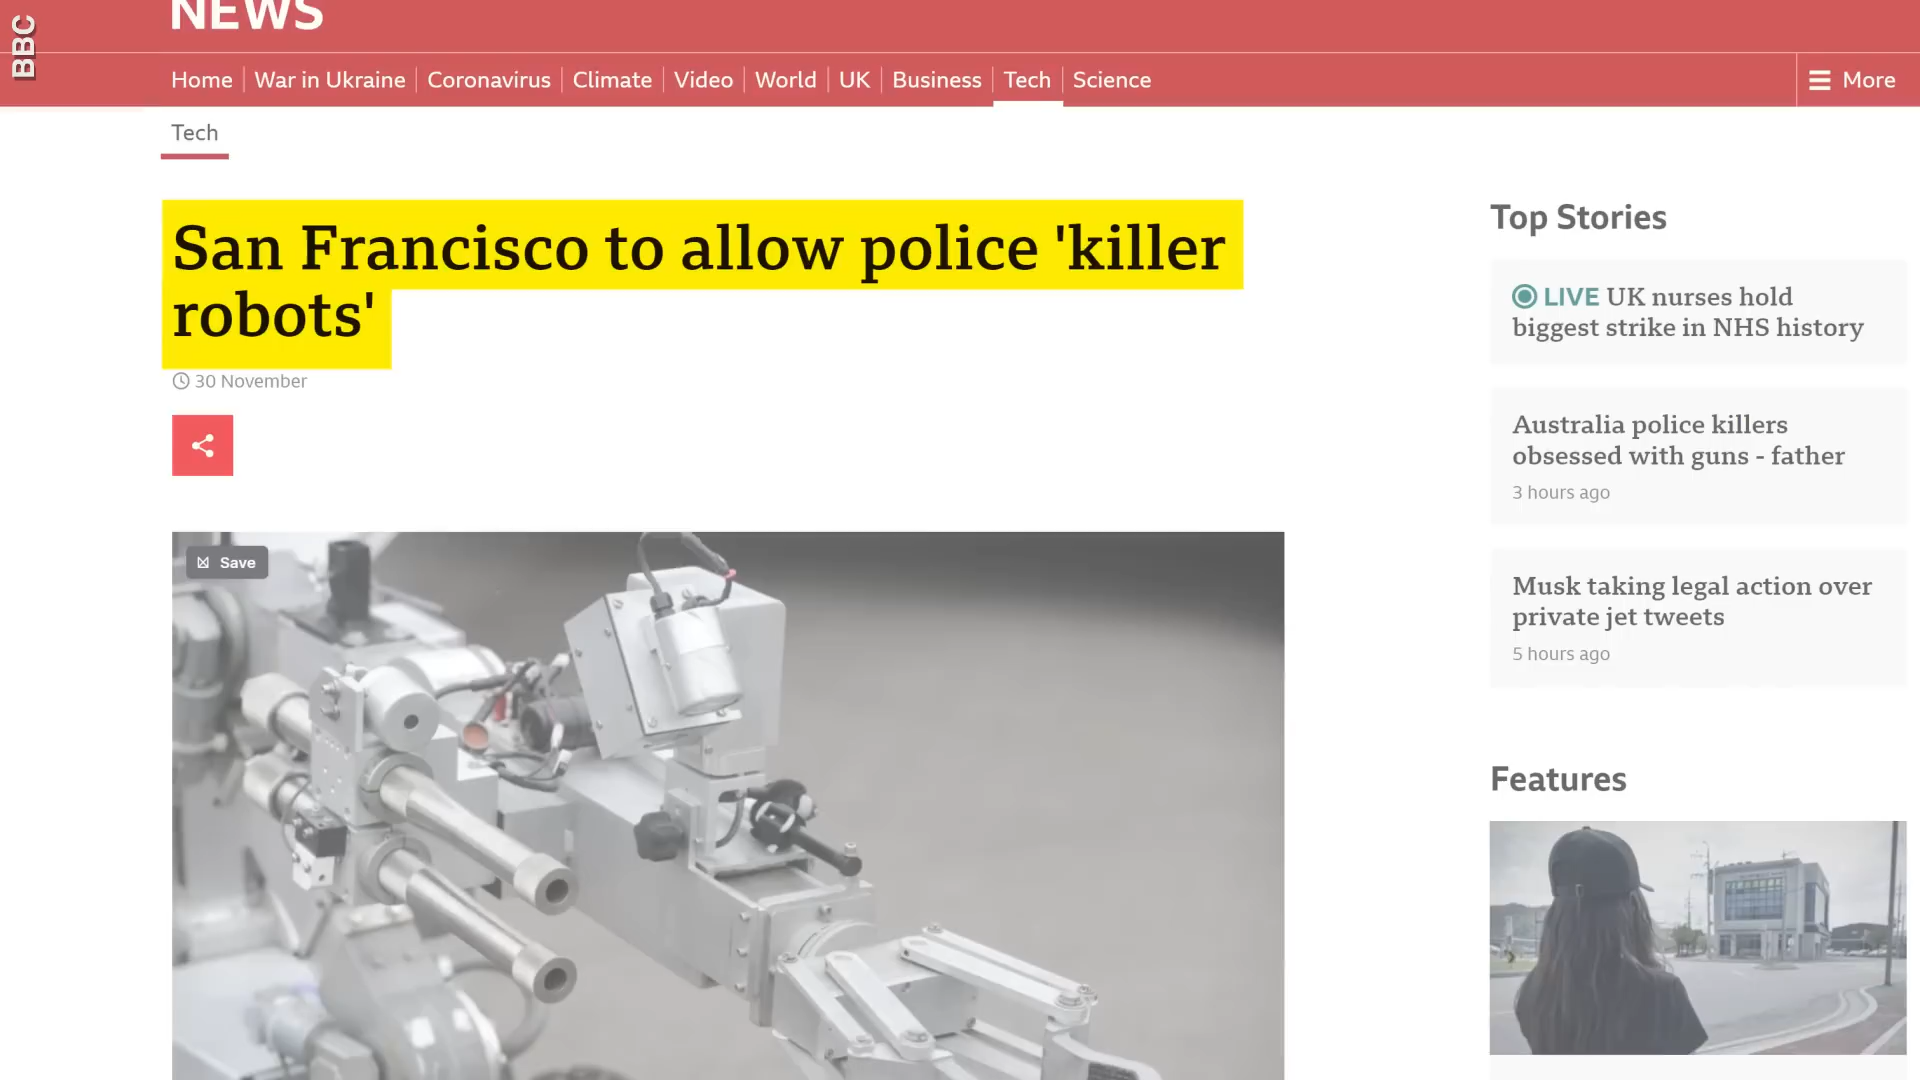 BBC
NEWS
Home
War in Ukraine
Coronavirus
Climate
Video
World
UK
Business
Tech
Science
More
Tech
San Francisco to allow police 'killer
robots'
30 November
Save
Top Stories
LIVE UK nurses hold
biggest strike in NHS history
Australia police killers
obsessed with guns - father
3 hours ago
Musk taking legal action over
private jet tweets
5 hours ago
Features